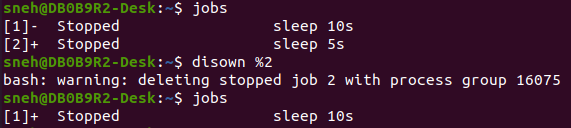 sneh@DB0B9R2-Desk:~$ jobs
[1]-  Stopped                 sleep 10s
[2]+  Stopped                 sleep 5s
sneh@DB0B9R2-Desk:~$ disown %2
bash: warning: deleting stopped job 2 with process group 16075
sneh@DB0B9R2-Desk:~$ jobs
[1]+  Stopped                 sleep 10s